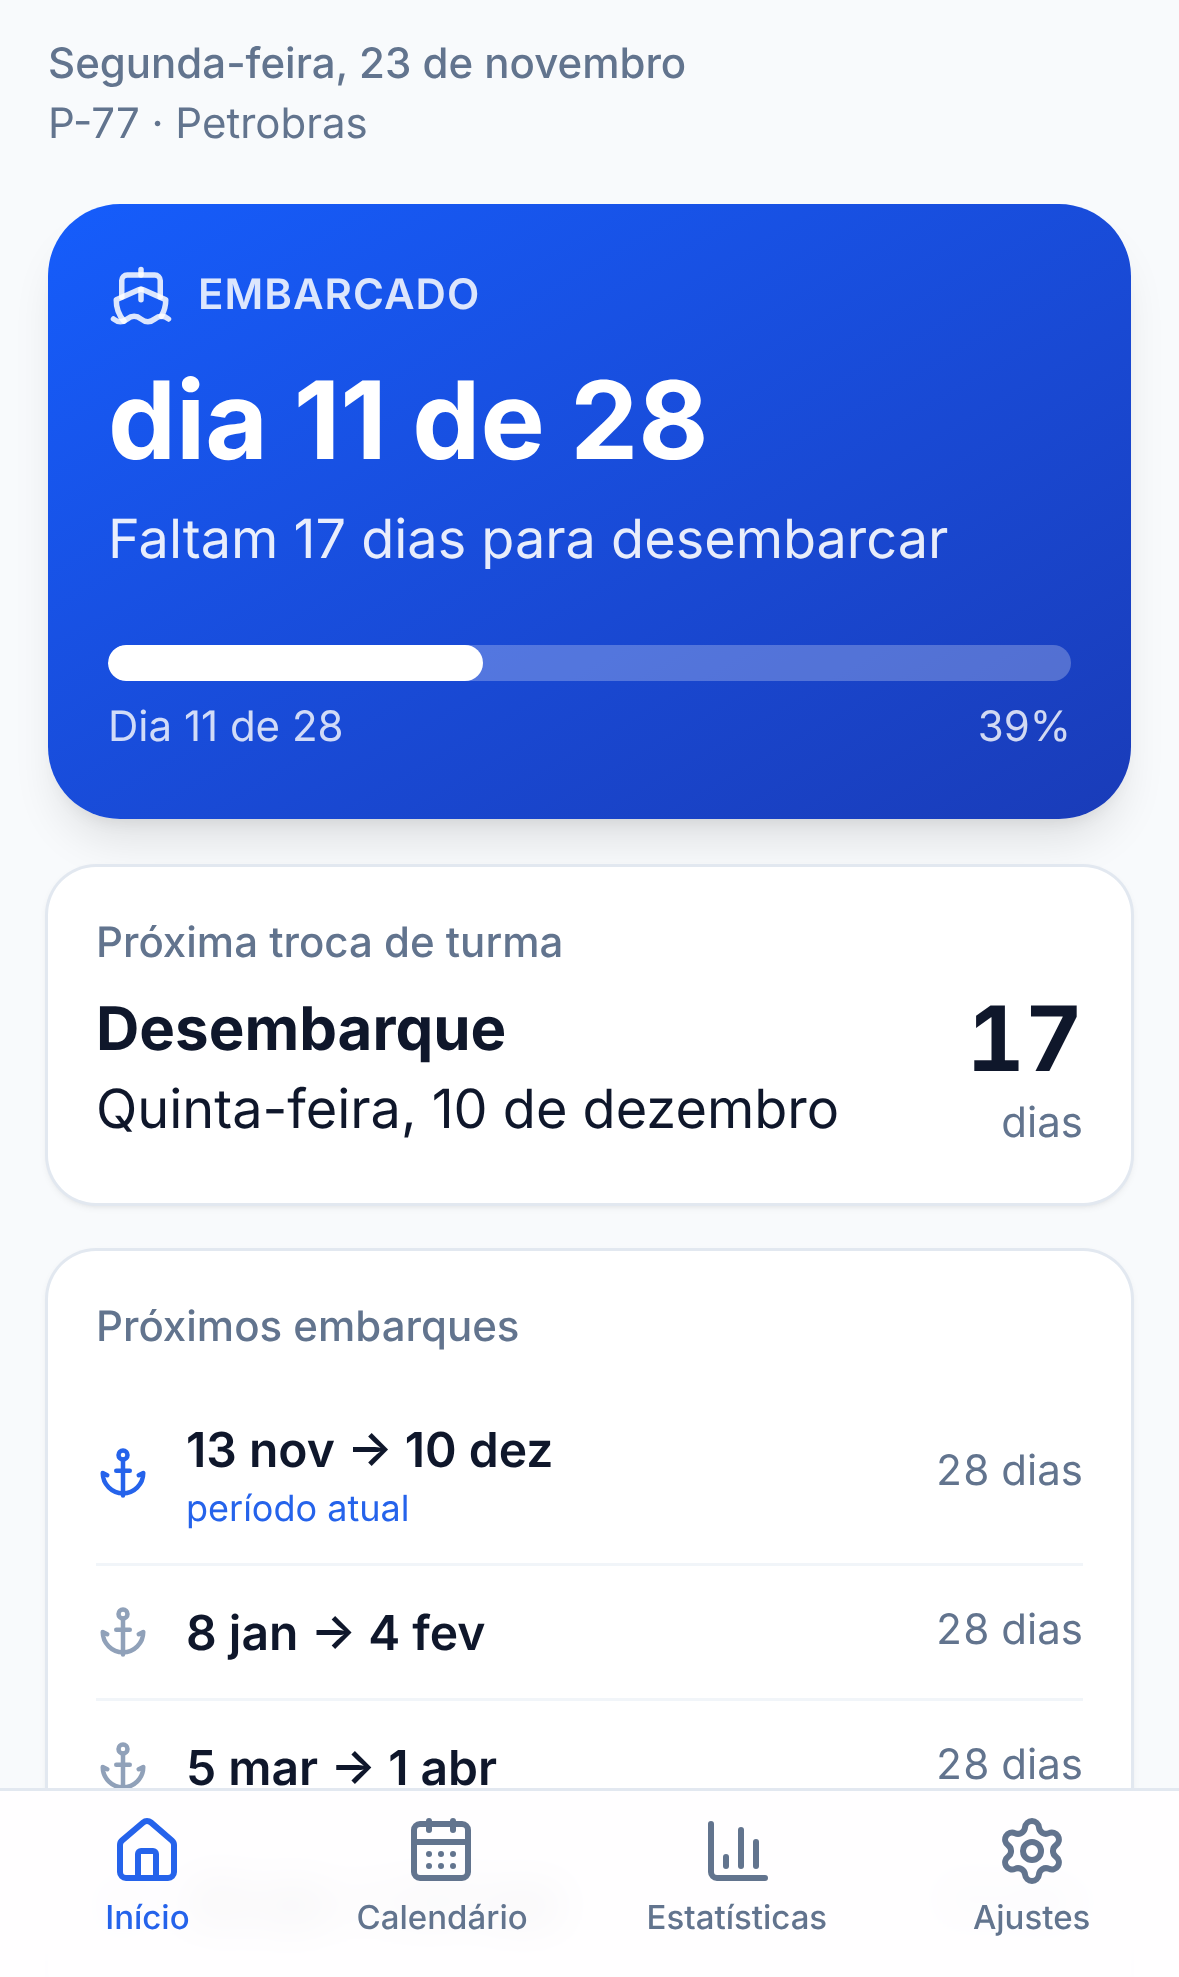 Segunda-feira, 23 de novembro
P-77 · Petrobras
EMBARCADO
dia 11 de 28
Faltam 17 dias para desembarcar
Dia 11 de 28
39%
Próxima troca de turma
Desembarque
Quinta-feira, 10 de dezembro
17
dias
Próximos embarques
13 nov → 10 dez
período atual
28 dias
8 jan → 4 fev
28 dias
5 mar → 1 abr
28 dias
Início
Calendário
Estatísticas
Ajustes